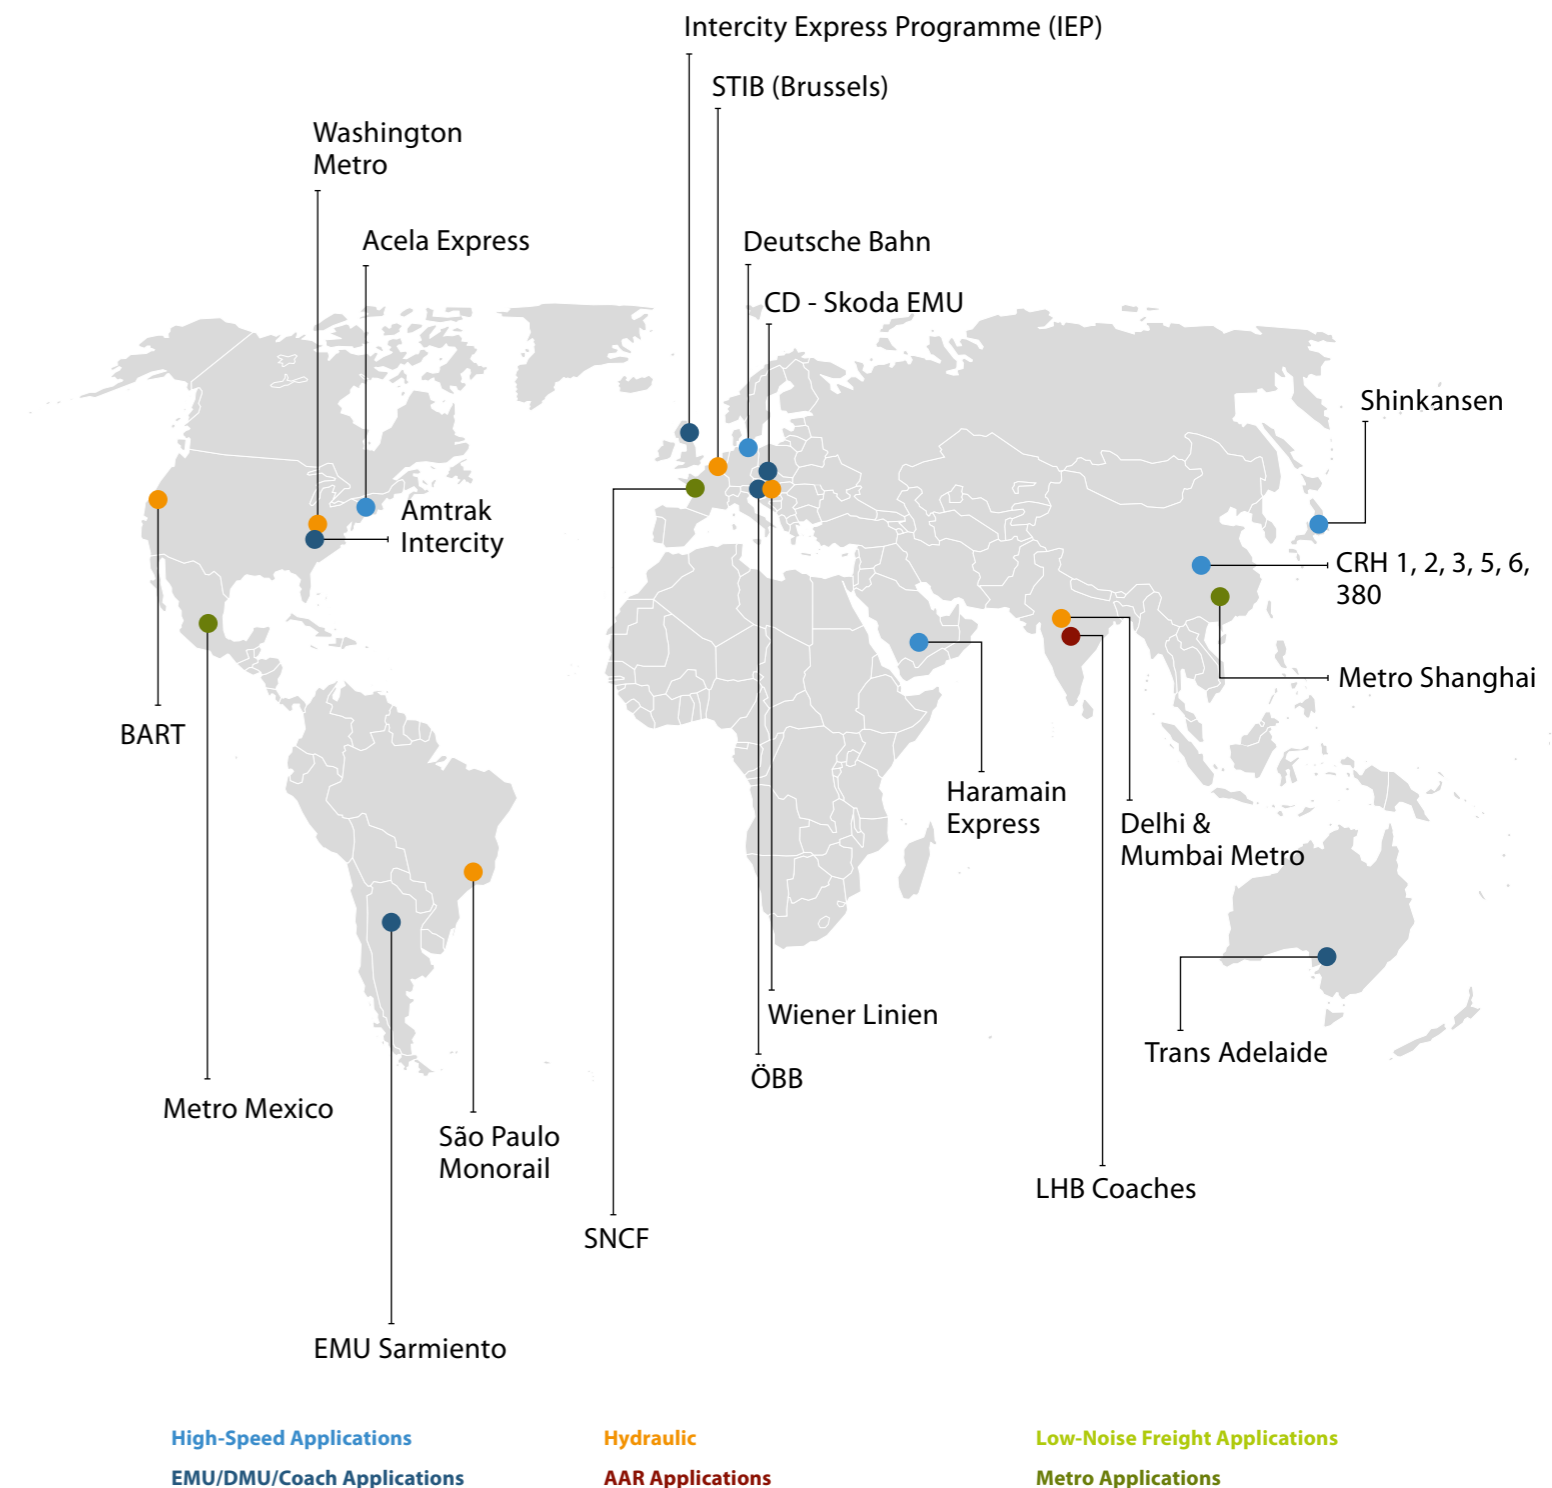 Intercity Express Programme (IEP)
STIB (Brussels)
Washington
Metro
Acela Express
Deutsche Bahn
CD - Skoda EMU
Shinkansen
Amtrak
Intercity
CRH 1, 2, 3, 5, 6,
380
Metro Shanghai
BART
Haramain
Express
Delhi &
Mumbai Metro
Wiener Linien
Trans Adelaide
ÖBB
Metro Mexico
São Paulo
Monorail
LHB Coaches
SNCF
EMU Sarmiento
High-Speed Applications
Hydraulic
Low-Noise Freight Applications
EMU/DMU/Coach Applications
AAR Applications
Metro Applications